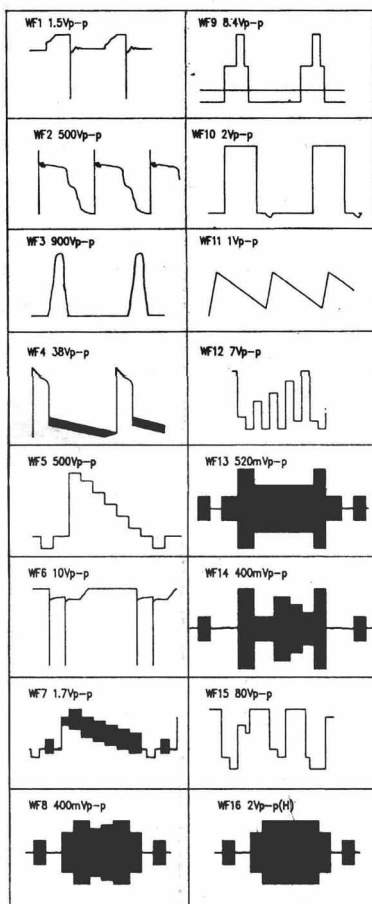 WF1 1.5Vp-p
WF9 8.4Vp-p
WF2 500Vp-p
WF10 2Vp-p
WF3 900Vp-p
WF11 1Vp-p
WF4 38Vp-p
WF12 7Vp-p
WF5 500Vp-p
WF13 520mVp-p
WF6 10Vp-p
WF14 400mVp-p
WF7 1.7Vp-p
WF15 80Vp-p
WF8 400mVp-p
WF16 2Vp-p(H)